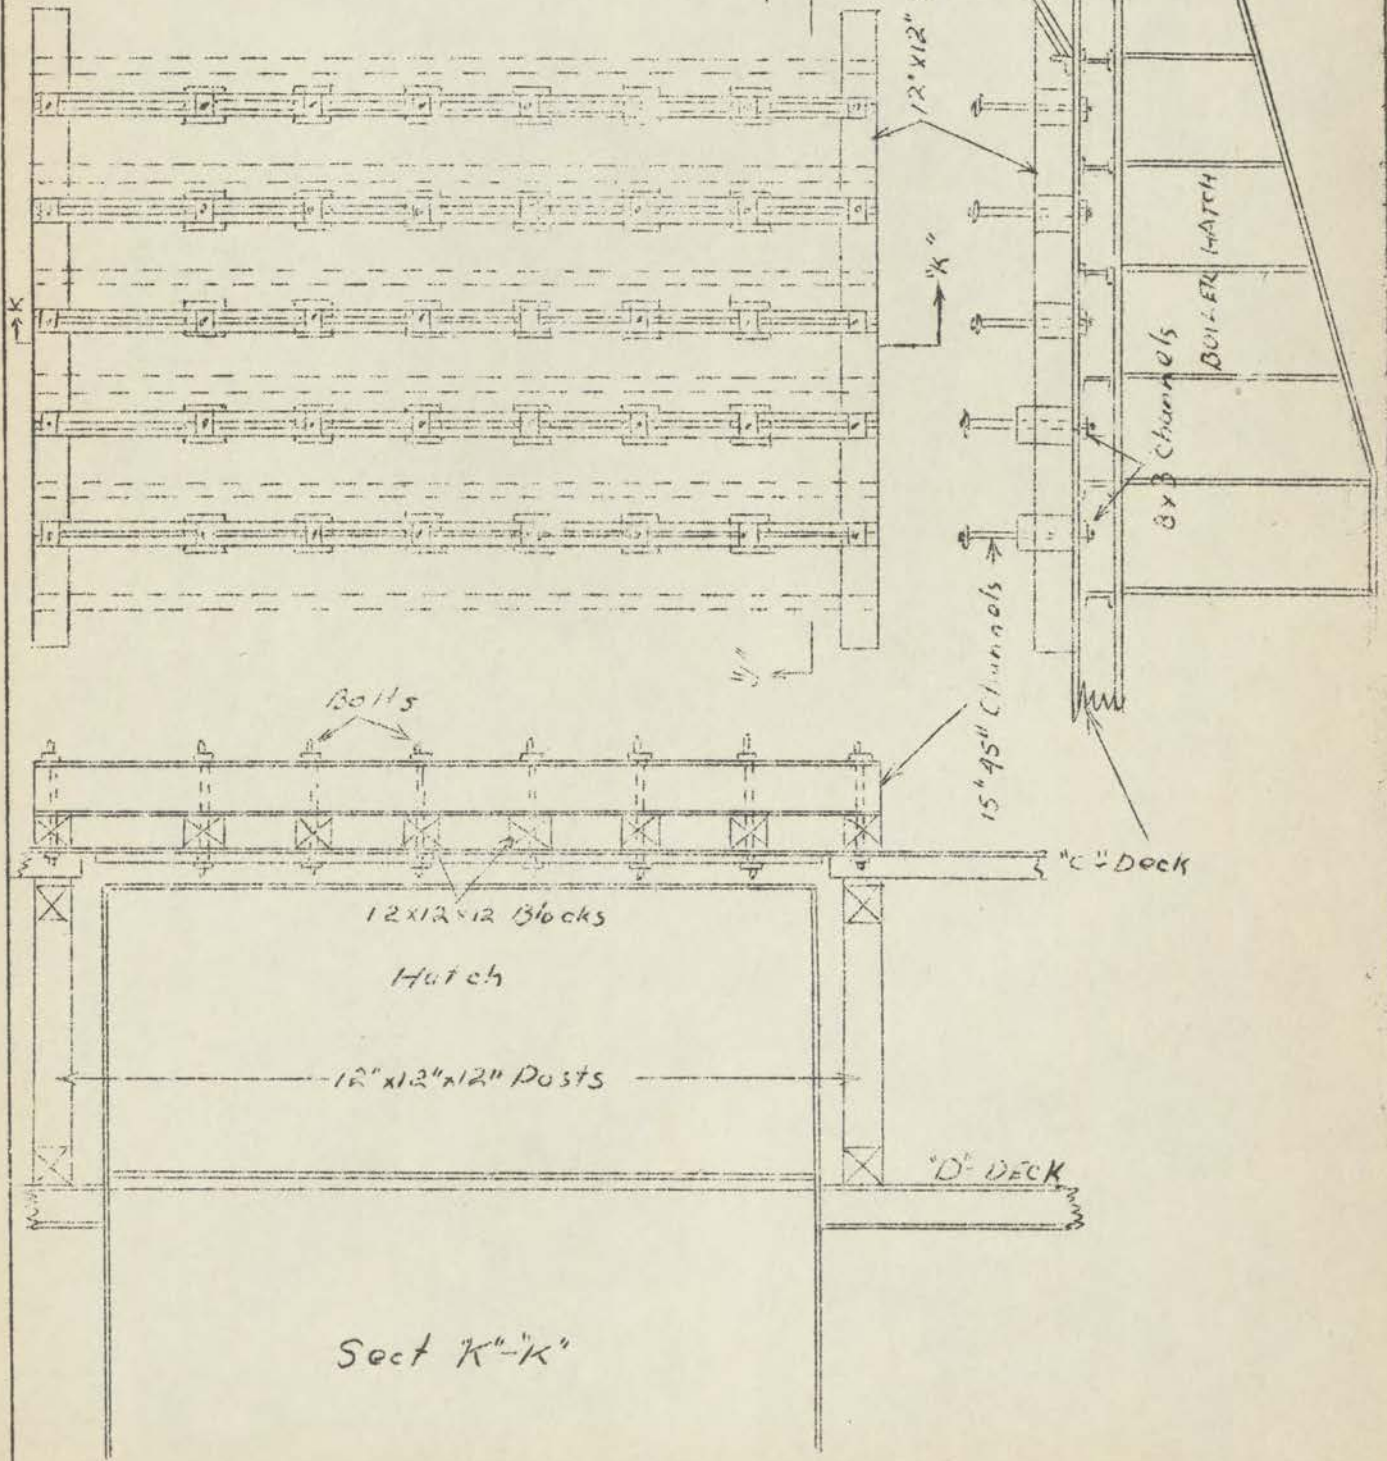 12"x12"
K
"K"
BOILER HATCH
8x3 Channels
15" 45" Channels
"J"
Bolts
"C"-Deck
12x12x12 Blocks
Hatch
12"x12"x12" Posts
"D"-DECK
Sect "K"-"K"